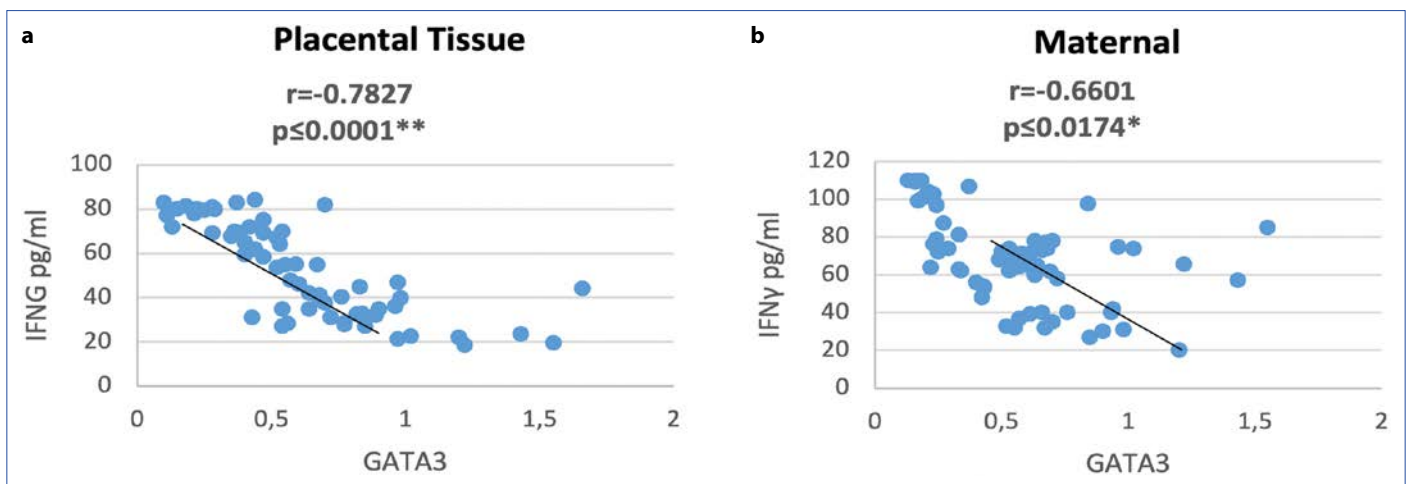 a
Placental Tissue
r=-0.7827
p≤0.0001**
IFNG pg/ml
100
80
60
40
20
0
0 0,5 1 1,5 2
GATA3
b
Maternal
r=-0.6601
p≤0.0174*
IFNγ pg/ml
120
100
80
60
40
20
0
0 0,5 1 1,5 2
GATA3